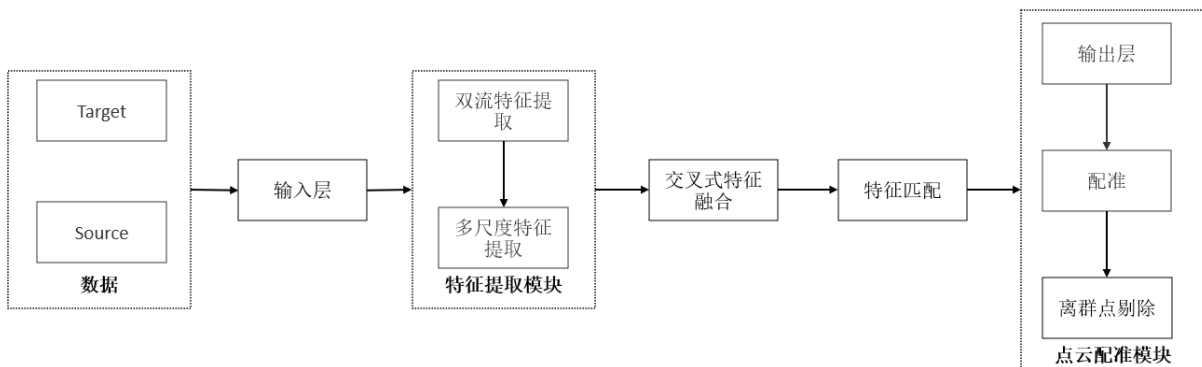 Target
Source
数据
输入层
双流特征提
取
多尺度特征
提取
特征提取模块
交叉式特征
融合
特征匹配
输出层
配准
离群点剔除
点云配准模块